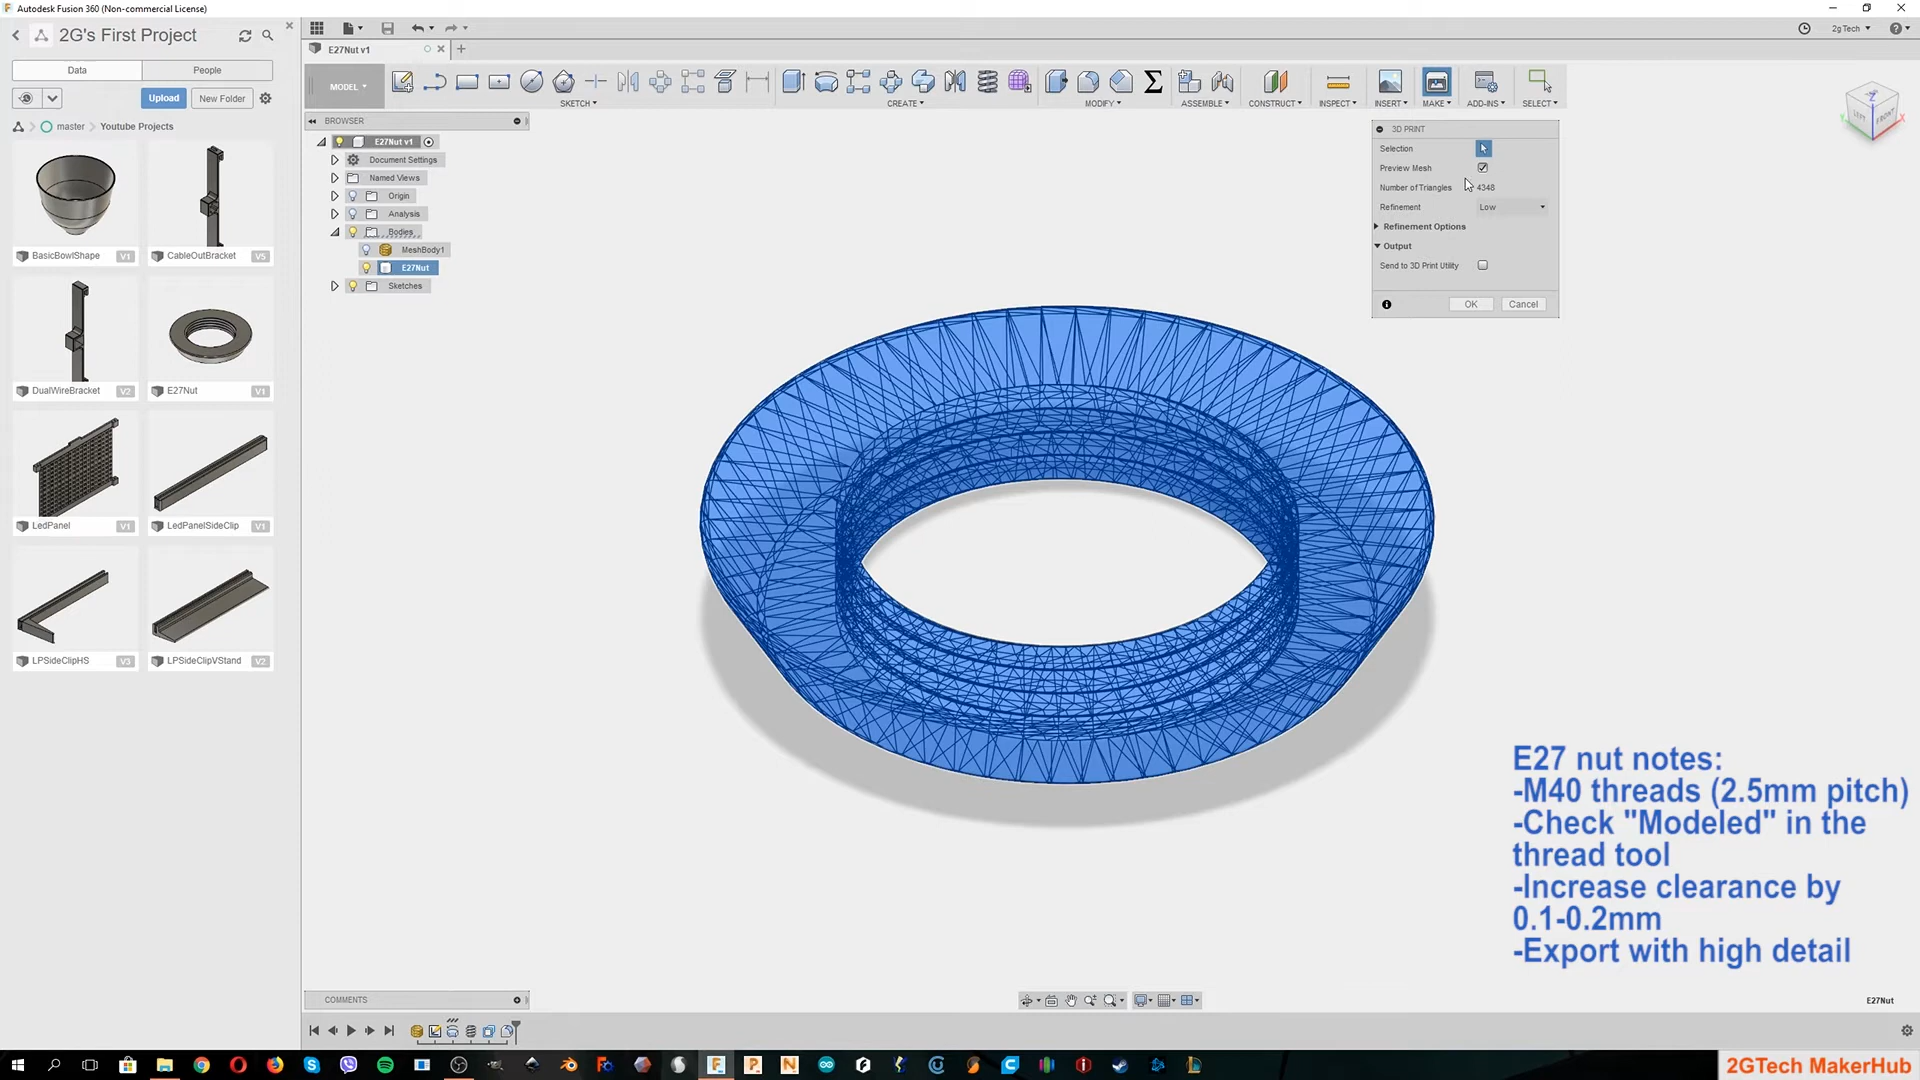 Autodesk Fusion 360 (Non-commercial License)
2G's First Project
Data People
Upload New Folder
master Youtube Projects
BasicBowlShape V1
CableOutBracket V5
DualWireBracket V2
E27Nut V1
LedPanel V1
LedPanelSideClip V1
LPSideClipHS V3
LPSideClipVStand V2
2gTech
E27Nut v1
MODEL
SKETCH
CREATE
MODIFY
ASSEMBLE
CONSTRUCT
INSPECT
INSERT
MAKE
ADD-INS
SELECT
BROWSER
E27Nut v1
Document Settings
Named Views
Origin
Analysis
Bodies
MeshBody1
E27Nut
Sketches
Z
LEFT FRONT
Y X
3D PRINT
Selection
Preview Mesh
Number of Triangles 4348
Refinement Low
Refinement Options
Output
Send to 3D Print Utility
OK Cancel
E27 nut notes:
-M40 threads (2.5mm pitch)
-Check "Modeled" in the
thread tool
-Increase clearance by
0.1-0.2mm
-Export with high detail
COMMENTS
E27Nut
2GTech MakerHub